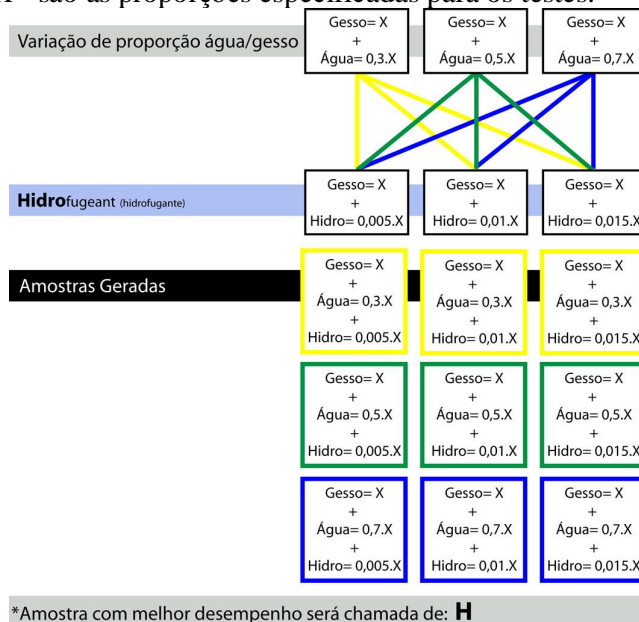 são as proporções especificadas para os testes.
Variação de proporção água/gesso
Gesso= X
+
Água= 0,3.X
Gesso= X
+
Água= 0,5.X
Gesso= X
+
Água= 0,7.X
Hidrofugeant (hidrofugante)
Gesso= X
+
Hidro= 0,005.X
Gesso= X
+
Hidro= 0,01.X
Gesso= X
+
Hidro= 0,015.X
Amostras Geradas
Gesso= X
+
Água= 0,3.X
+
Hidro= 0,005.X
Gesso= X
+
Água= 0,3.X
+
Hidro= 0,01.X
Gesso= X
+
Água= 0,3.X
+
Hidro= 0,015.X
Gesso= X
+
Água= 0,5.X
+
Hidro= 0,005.X
Gesso= X
+
Água= 0,5.X
+
Hidro= 0,01.X
Gesso= X
+
Água= 0,5.X
+
Hidro= 0,015.X
Gesso= X
+
Água= 0,7.X
+
Hidro= 0,005.X
Gesso= X
+
Água= 0,7.X
+
Hidro= 0,01.X
Gesso= X
+
Água= 0,7.X
+
Hidro= 0,015.X
*Amostra com melhor desempenho será chamada de: H